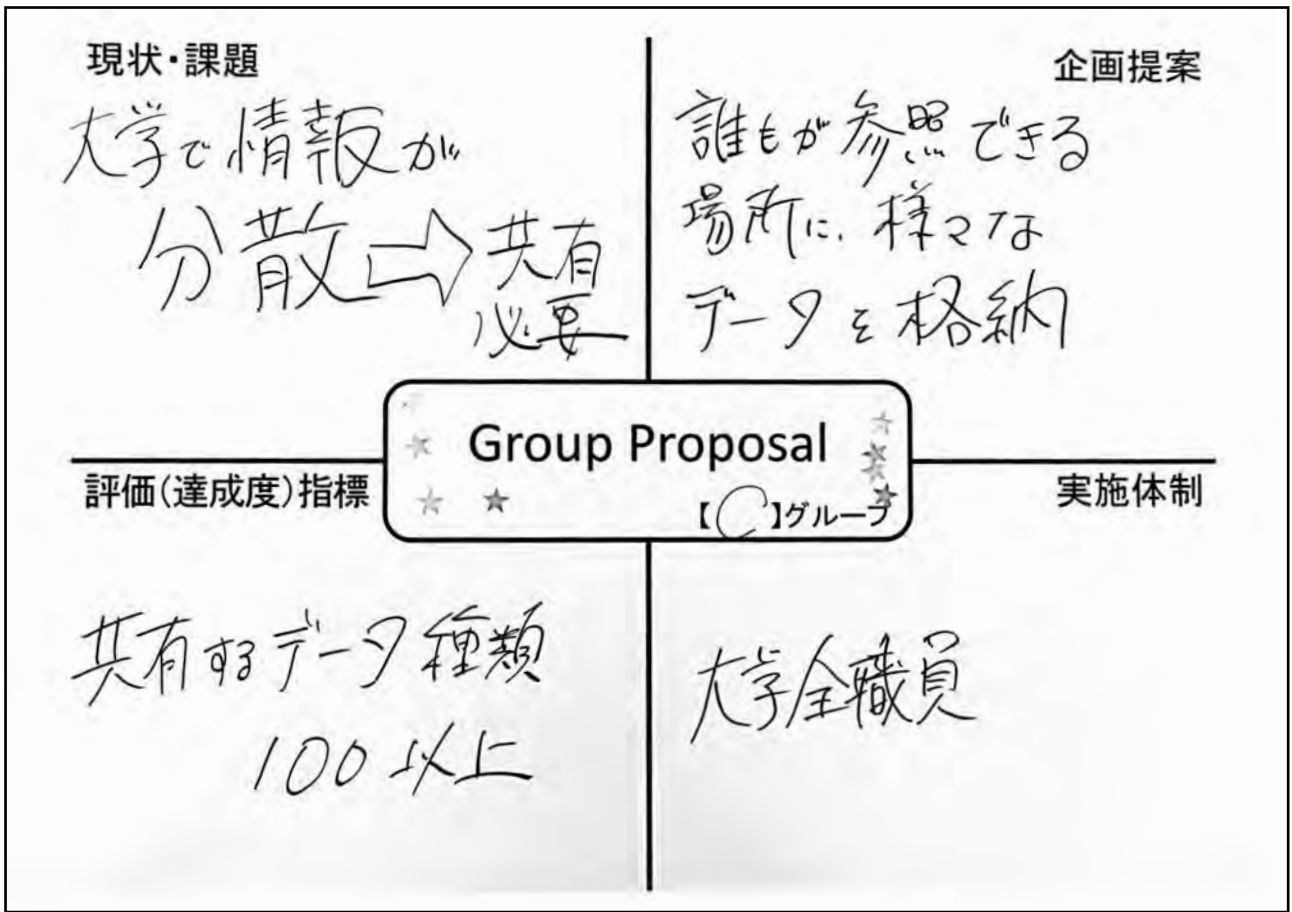 現状・課題
大学で情報が
分散⇨共有
必要
企画提案
誰もが参照できる
場所に、様々な
データを格納
Group Proposal
【C】グループ
評価(達成度)指標
共有するデータ種類
100以上
実施体制
大学全職員